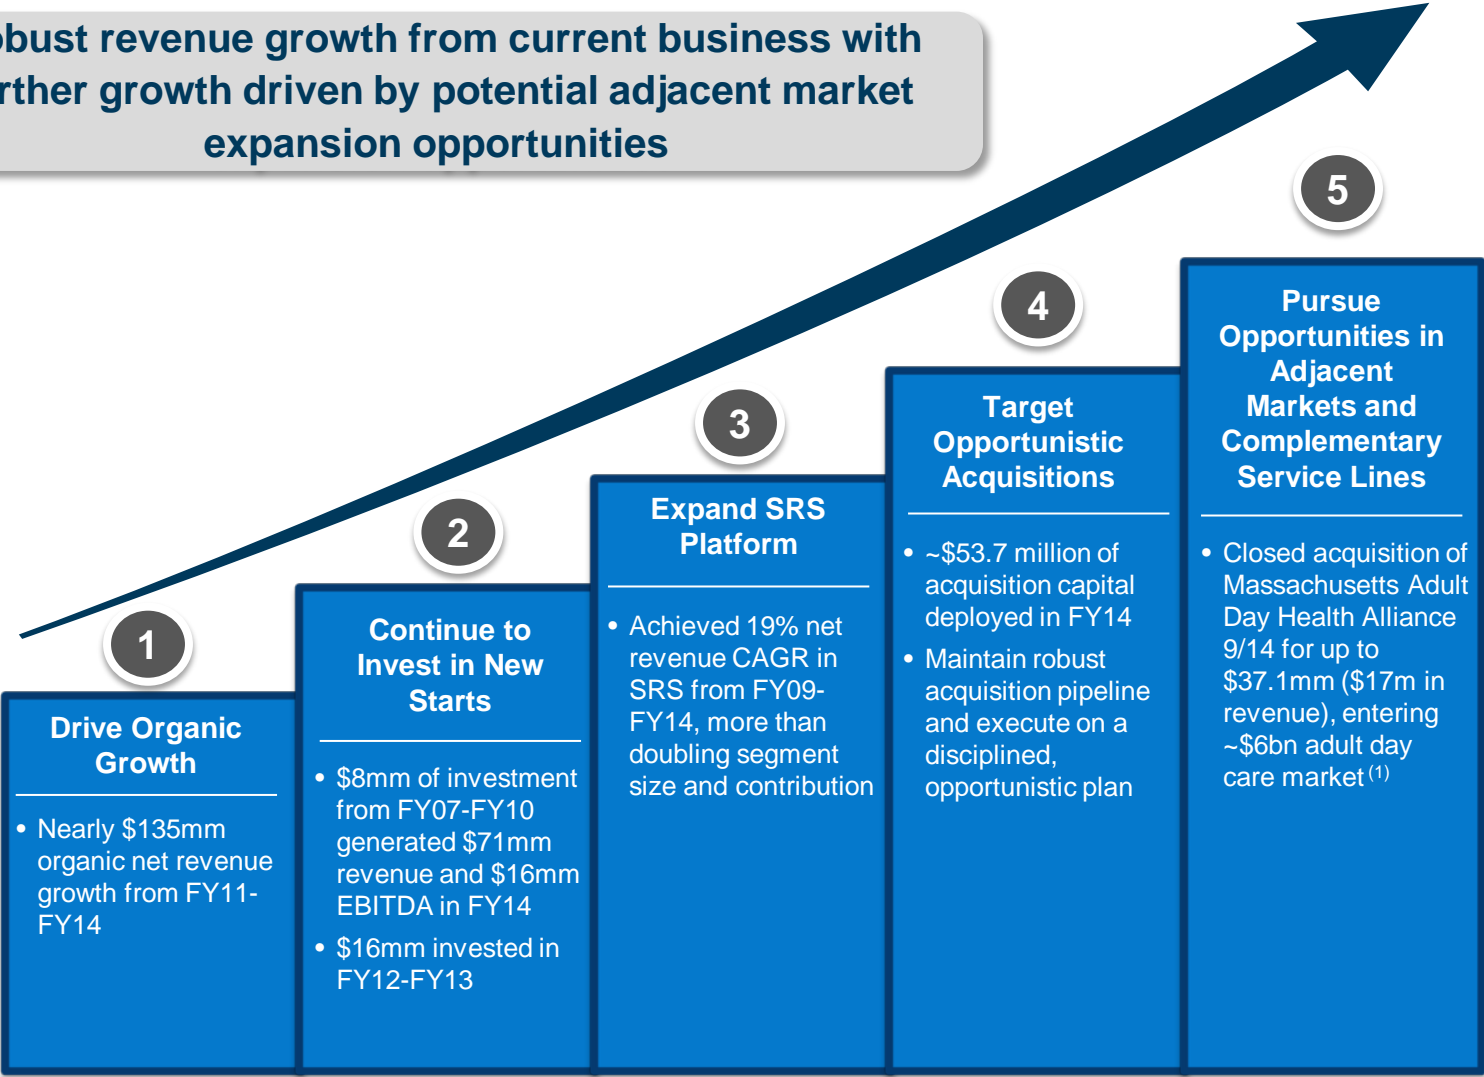 obust revenue growth from current business with
rther growth driven by potential adjacent market
expansion opportunities
1
Drive Organic
Growth
• Nearly $135mm
organic net revenue
growth from FY11-
FY14
2
Continue to
Invest in New
Starts
• $8mm of investment
from FY07-FY10
generated $71mm
revenue and $16mm
EBITDA in FY14
• $16mm invested in
FY12-FY13
3
Expand SRS
Platform
• Achieved 19% net
revenue CAGR in
SRS from FY09-
FY14, more than
doubling segment
size and contribution
4
Target
Opportunistic
Acquisitions
• ~$53.7 million of
acquisition capital
deployed in FY14
• Maintain robust
acquisition pipeline
and execute on a
disciplined,
opportunistic plan
5
Pursue
Opportunities in
Adjacent
Markets and
Complementary
Service Lines
• Closed acquisition of
Massachusetts Adult
Day Health Alliance
9/14 for up to
$37.1mm ($17m in
revenue), entering
~$6bn adult day
care market (1)